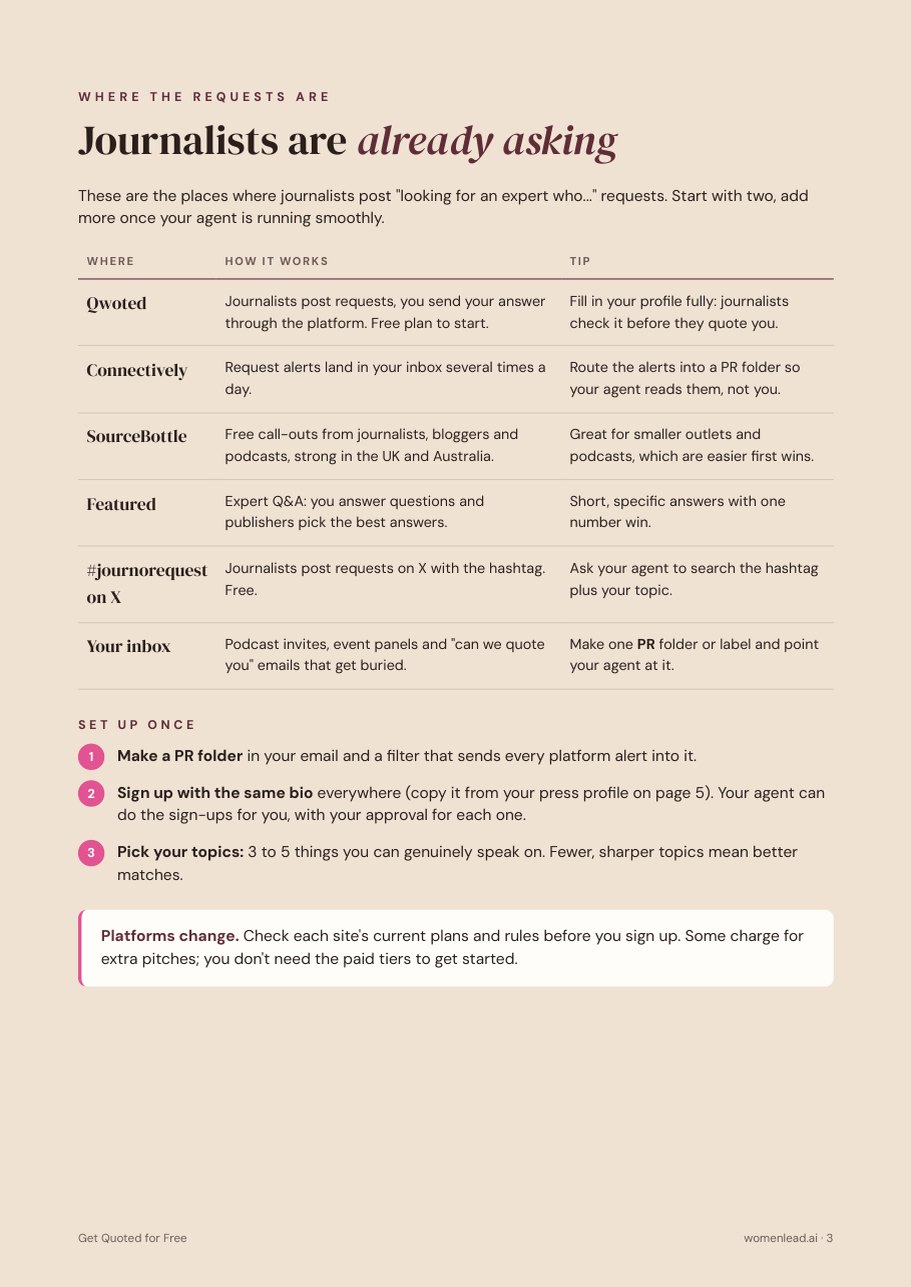 WHERE THE REQUESTS ARE
Journalists are already asking
These are the places where journalists post "looking for an expert who..." requests. Start with two, add
more once your agent is running smoothly.
WHERE HOW IT WORKS TIP
Qwoted
Journalists post requests, you send your answer
through the platform. Free plan to start.
Fill in your profile fully: journalists
check it before they quote you.
Connectively
Request alerts land in your inbox several times a
day.
Route the alerts into a PR folder so
your agent reads them, not you.
SourceBottle
Free call-outs from journalists, bloggers and
podcasts, strong in the UK and Australia.
Great for smaller outlets and
podcasts, which are easier first wins.
Featured
Expert Q&A: you answer questions and
publishers pick the best answers.
Short, specific answers with one
number win.
#journorequest
on X
Journalists post requests on X with the hashtag.
Free.
Ask your agent to search the hashtag
plus your topic.
Your inbox
Podcast invites, event panels and "can we quote
you" emails that get buried.
Make one PR folder or label and point
your agent at it.
SET UP ONCE
1 Make a PR folder in your email and a filter that sends every platform alert into it.
2 Sign up with the same bio everywhere (copy it from your press profile on page 5). Your agent can
do the sign-ups for you, with your approval for each one.
3 Pick your topics: 3 to 5 things you can genuinely speak on. Fewer, sharper topics mean better
matches.
Platforms change. Check each site's current plans and rules before you sign up. Some charge for
extra pitches; you don't need the paid tiers to get started.
Get Quoted for Free womenlead.ai · 3